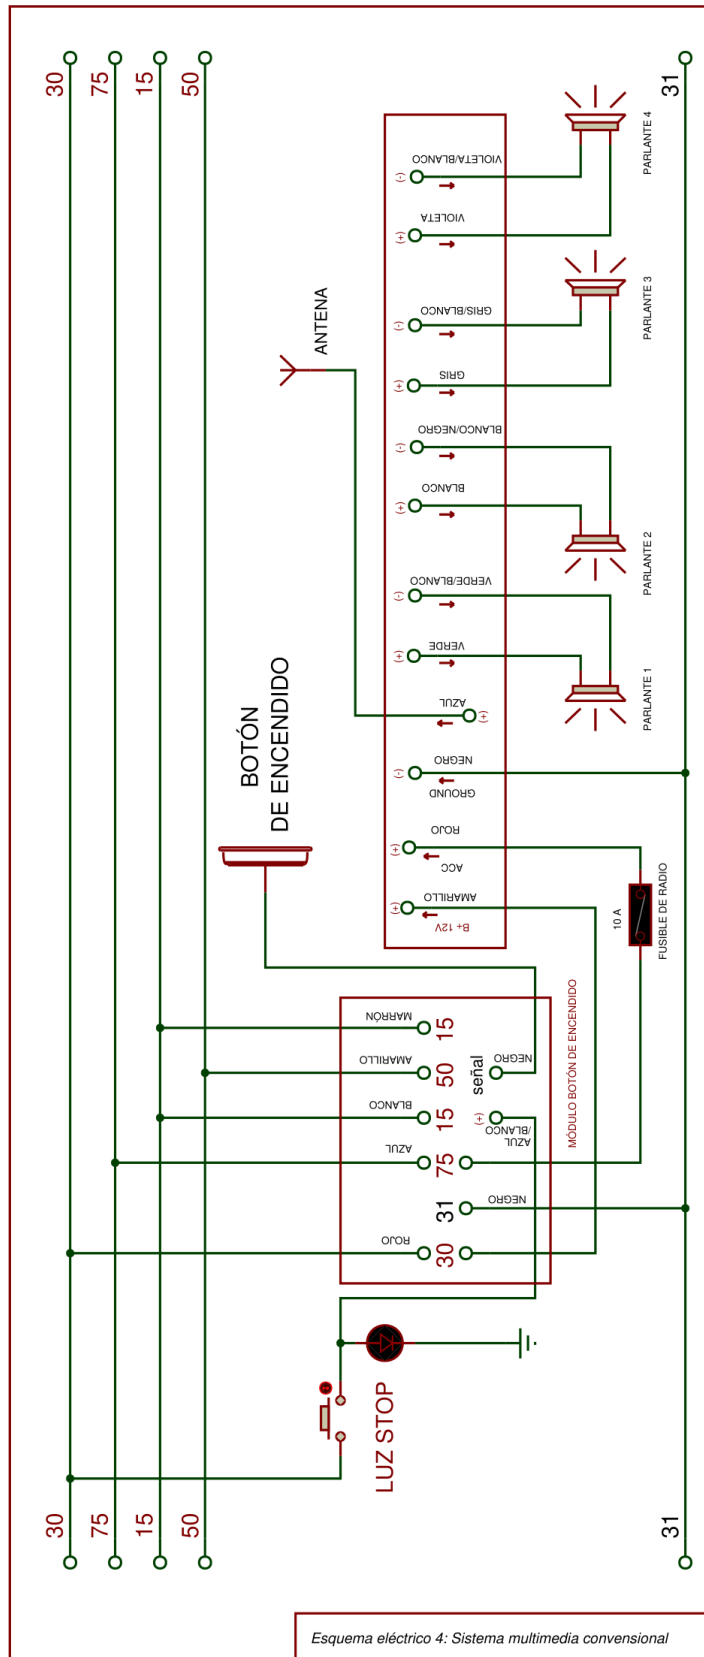 30
75
15
50
31
ANTENA
VIOLETA/BLANCO
(-)
VIOLETA
(+)
GRIS/BLANCO
(-)
GRIS
(+)
BLANCO/NEGRO
(-)
BLANCO
(+)
VERDE/BLANCO
(-)
VERDE
(+)
AZUL
(+)
NEGRO
(-)
GROUND
ROJO
(+)
ACC
AMARILLO
(+)
B+ 12V
PARLANTE 4
PARLANTE 3
PARLANTE 2
PARLANTE 1
BOTÓN
DE ENCENDIDO
10 A
FUSIBLE DE RADIO
MARRÓN
15
AMARILLO
50
señal
NEGRO
BLANCO
15
(+)
AZUL
/BLANCO
AZUL
75
31
NEGRO
ROJO
30
MÓDULO BOTÓN DE ENCENDIDO
LUZ STOP
30
75
15
50
31
Esquema eléctrico 4: Sistema multimedia convensional